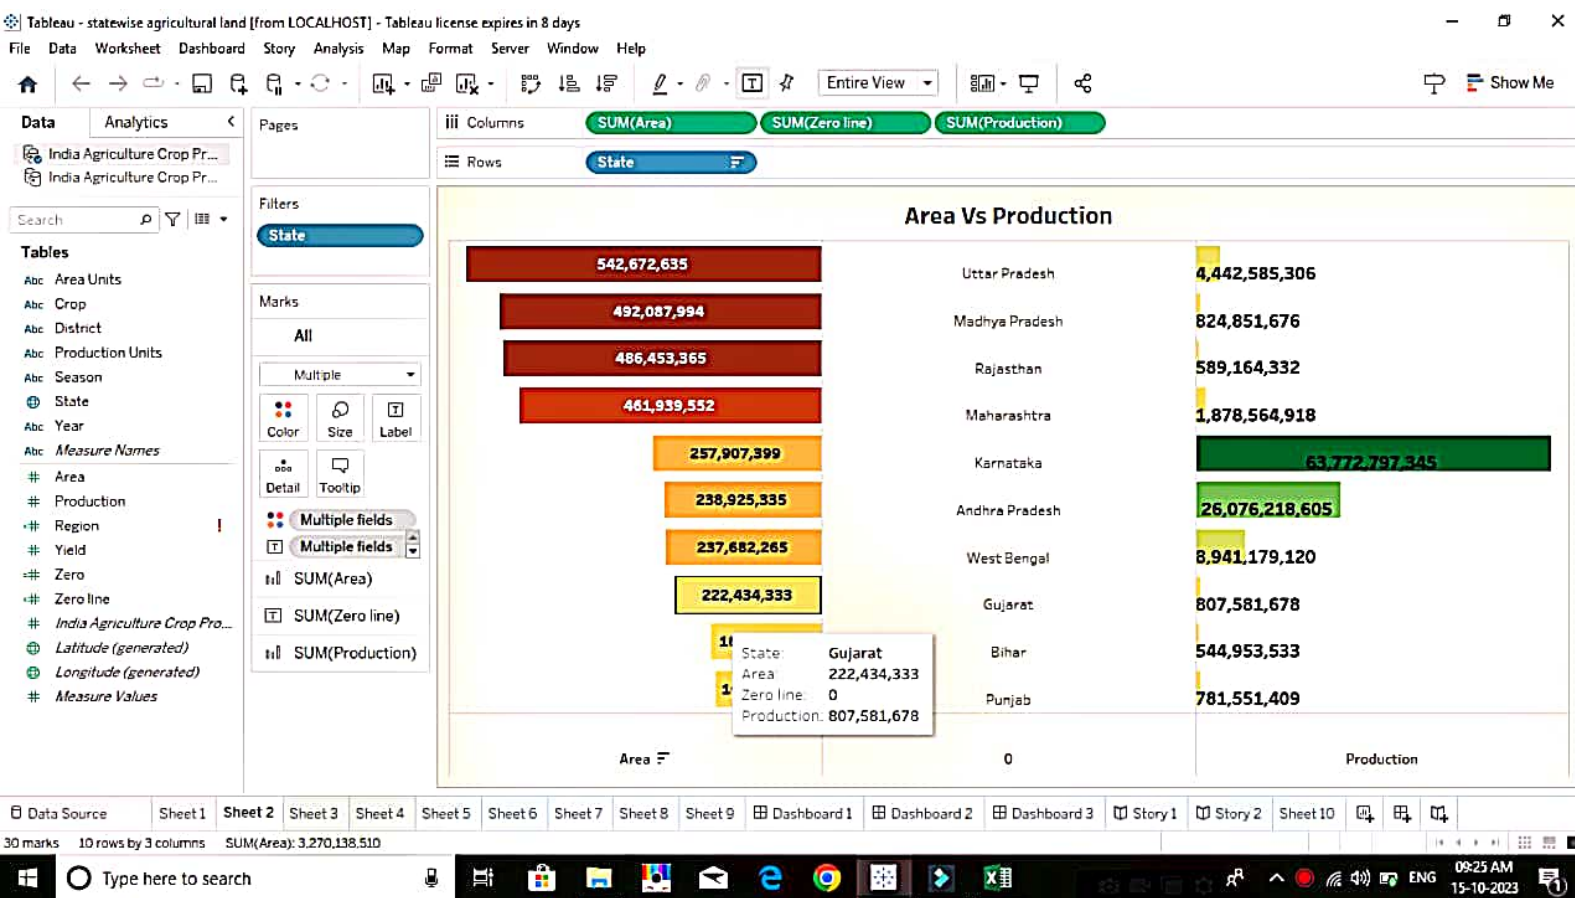 Tableau - statewise agricultural land [from LOCALHOST] - Tableau license expires in 8 days
File Data Worksheet Dashboard Story Analysis Map Format Server Window Help
Entire View
Show Me
Data Analytics
Pages
Columns SUM(Area) SUM(Zero line) SUM(Production)
India Agriculture Crop Pr...
India Agriculture Crop Pr...
Rows State
Search
Filters
State
Tables
Abc Area Units
Abc Crop
Abc District
Abc Production Units
Abc Season
State
Abc Year
Abc Measure Names
# Area
# Production
# Region !
# Yield
=# Zero
# Zero line
# India Agriculture Crop Pro...
Latitude (generated)
Longitude (generated)
# Measure Values
Marks
All
Multiple
Color Size Label
Detail Tooltip
Multiple fields
Multiple fields
SUM(Area)
SUM(Zero line)
SUM(Production)
Area Vs Production
542,672,635 Uttar Pradesh 4,442,585,306
492,087,994 Madhya Pradesh 824,851,676
486,453,365 Rajasthan 589,164,332
461,939,552 Maharashtra 1,878,564,918
257,907,399 Karnataka 63,772,797,345
238,925,335 Andhra Pradesh 26,076,218,605
237,682,265 West Bengal 8,941,179,120
222,434,333 Gujarat 807,581,678
Bihar 544,953,533
Punjab 781,551,409
State: Gujarat
Area: 222,434,333
Zero line: 0
Production: 807,581,678
Area 0 Production
Data Source Sheet 1 Sheet 2 Sheet 3 Sheet 4 Sheet 5 Sheet 6 Sheet 7 Sheet 8 Sheet 9 Dashboard 1 Dashboard 2 Dashboard 3 Story 1 Story 2 Sheet 10
30 marks 10 rows by 3 columns SUM(Area): 3,270,138,510
Type here to search
ENG
09:25 AM
15-10-2023
1